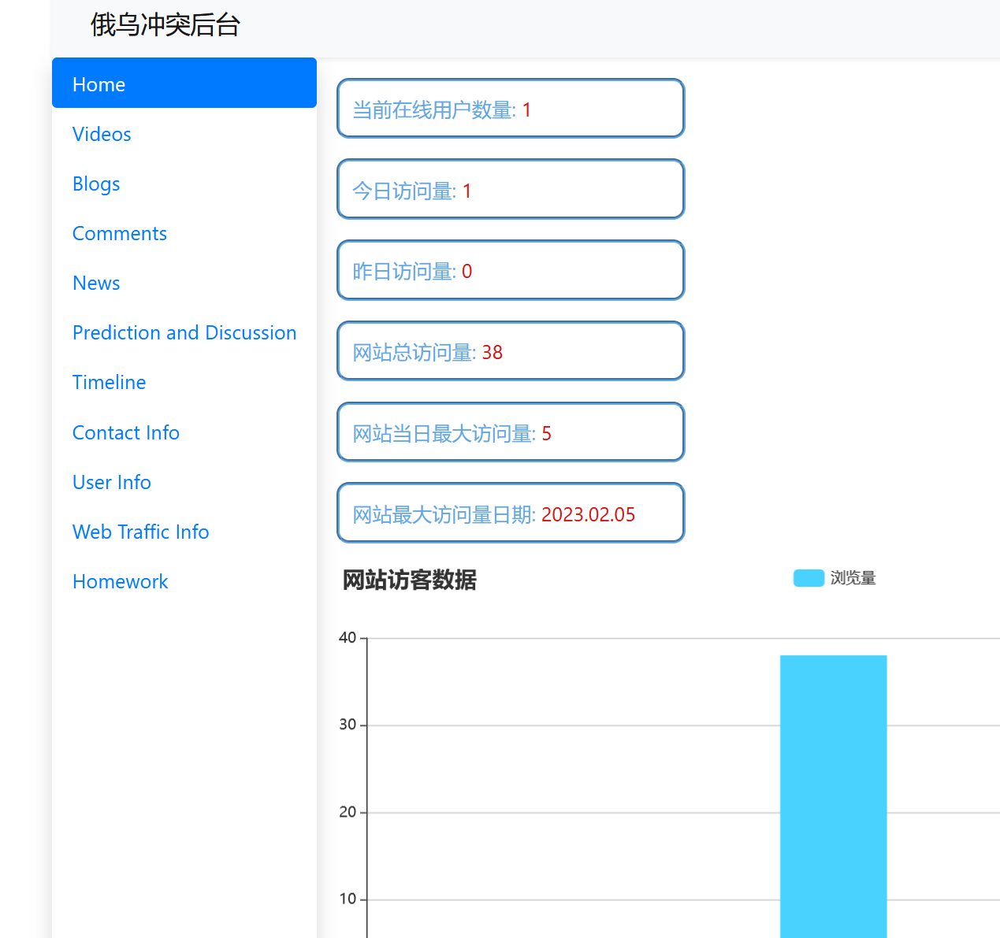 俄乌冲突后台
Home
Videos
Blogs
Comments
News
Prediction and Discussion
Timeline
Contact Info
User Info
Web Traffic Info
Homework
当前在线用户数量: 1
今日访问量: 1
昨日访问量: 0
网站总访问量: 38
网站当日最大访问量: 5
网站最大访问量日期: 2023.02.05
网站访客数据
浏览量
40
30
20
10